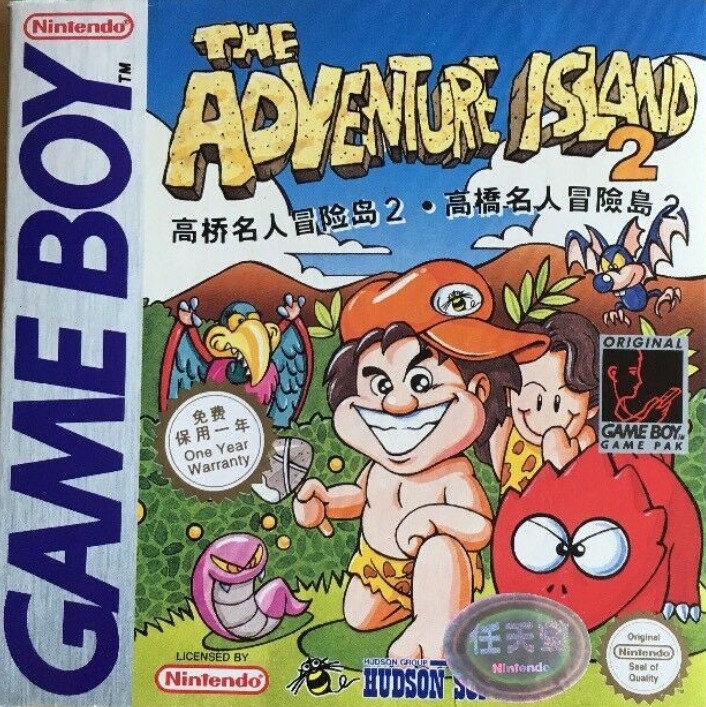 Nintendo®
GAME BOY
TM
THE
ADVENTURE ISLAND
2
高桥名人冒险岛2・高橋名人冒險島2
ORIGINAL
GAME BOY™
GAME PAK
免费
保用一年
One Year
Warranty
LICENSED BY
Nintendo®
HUDSON GROUP
HUDSON
任天堂
Nintendo
Original
Nintendo®
Seal of
Quality